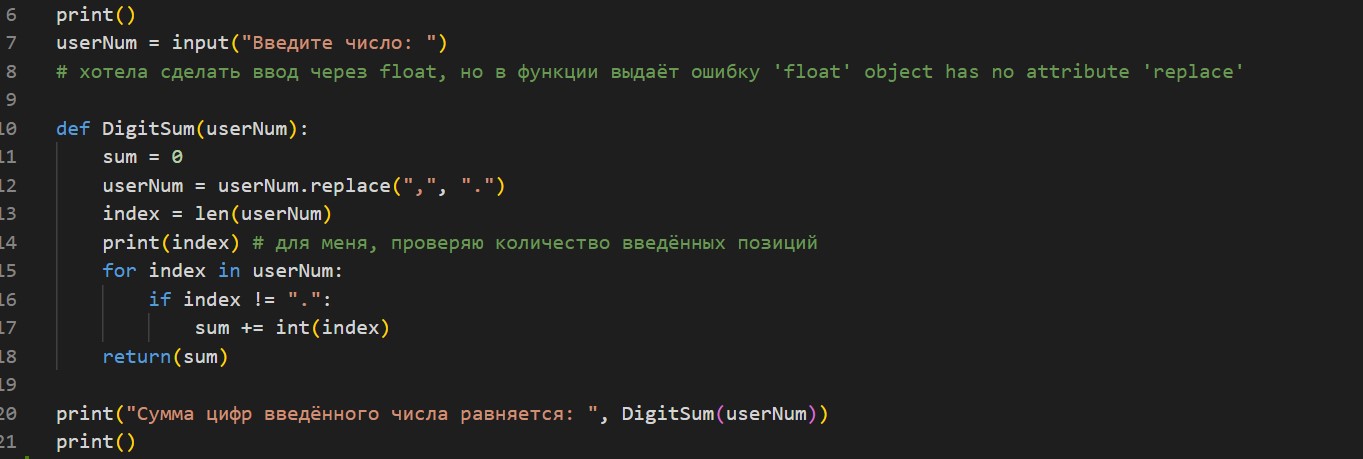 6 print()
7 userNum = input("Введите число: ")
8 # хотела сделать ввод через float, но в функции выдаёт ошибку 'float' object has no attribute 'replace'
9
10 def DigitSum(userNum):
11     sum = 0
12     userNum = userNum.replace(",", ".")
13     index = len(userNum)
14     print(index) # для меня, проверяю количество введённых позиций
15     for index in userNum:
16         if index != ".":
17             sum += int(index)
18     return(sum)
19
20 print("Сумма цифр введённого числа равняется: ", DigitSum(userNum))
21 print()